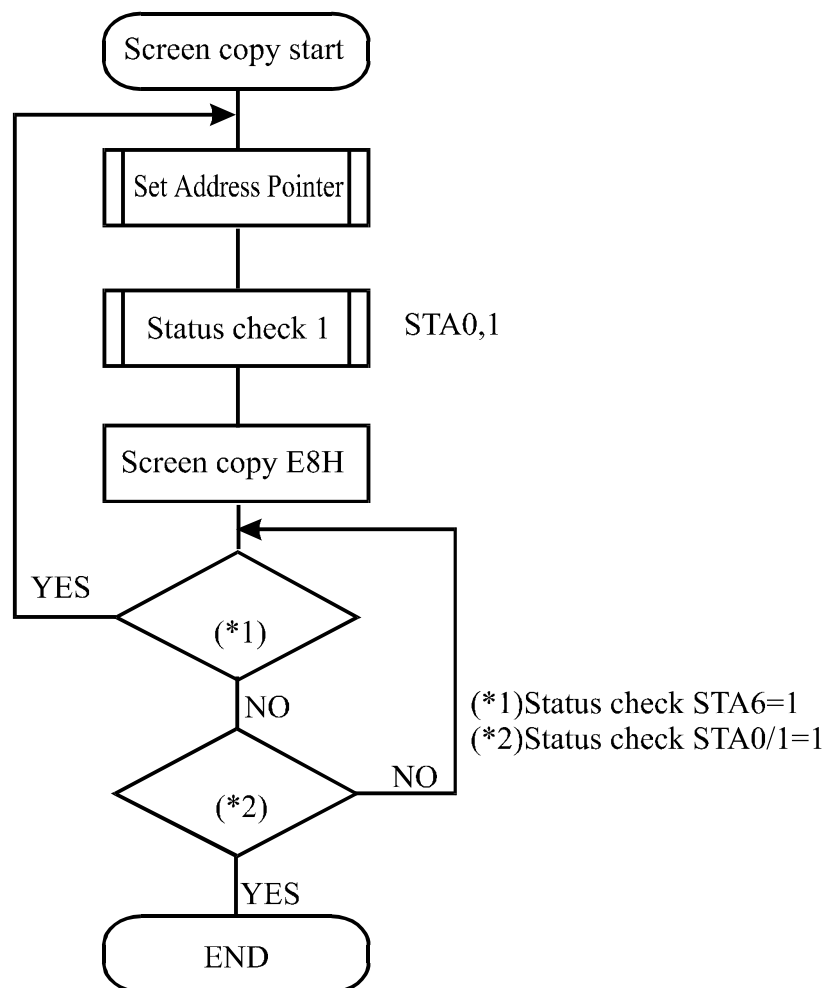 Screen copy start
Set Address Pointer
Status check 1
STA0,1
Screen copy E8H
YES
(*1)
NO
(*1)Status check STA6=1
(*2)Status check STA0/1=1
NO
(*2)
YES
END